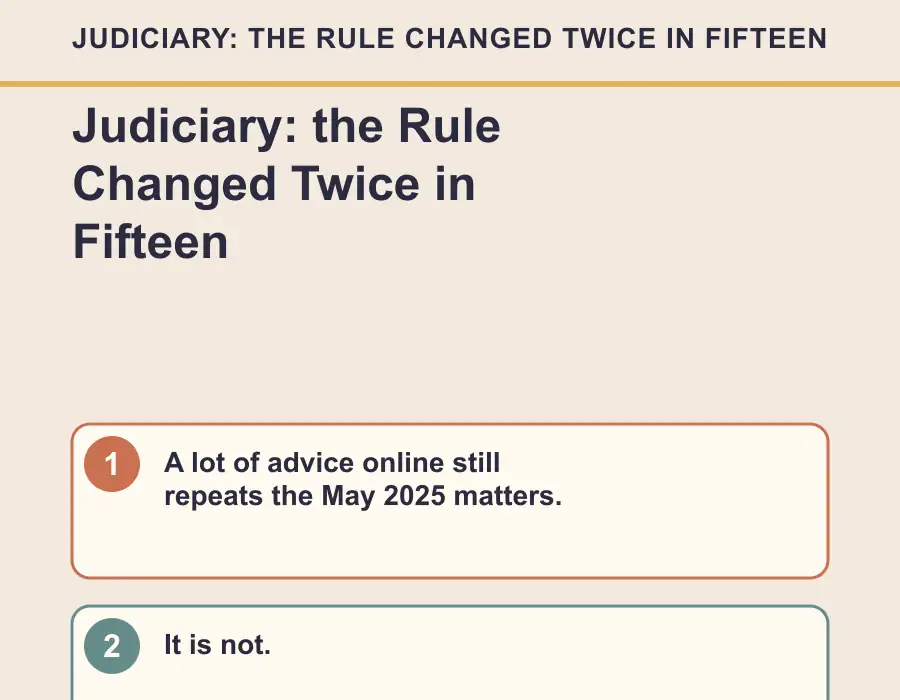 JUDICIARY: THE RULE CHANGED TWICE IN FIFTEEN
Judiciary: the Rule
Changed Twice in
Fifteen
1
A lot of advice online still
repeats the May 2025 matters.
2
It is not.